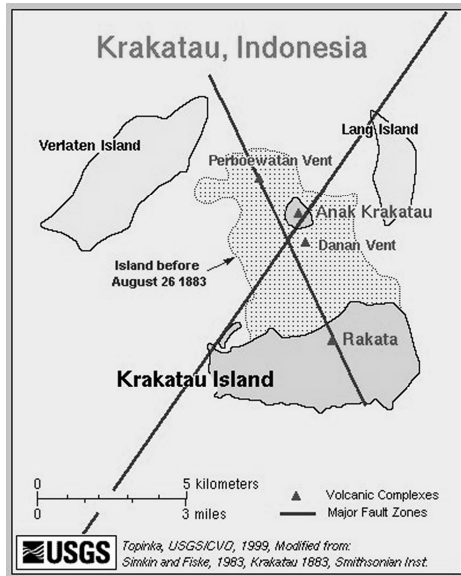 Krakatau, Indonesia
Verlaten Island
Lang Island
Perboewatan Vent
Anak Krakatau
Danan Vent
Island before
August 26 1883
Rakata
Krakatau Island
0 5 kilometers
0 3 miles
Volcanic Complexes
Major Fault Zones
USGS
Topinka, USGS/CVO, 1999, Modified from:
Simkin and Fiske, 1983, Krakatau 1883, Smithsonian Inst.